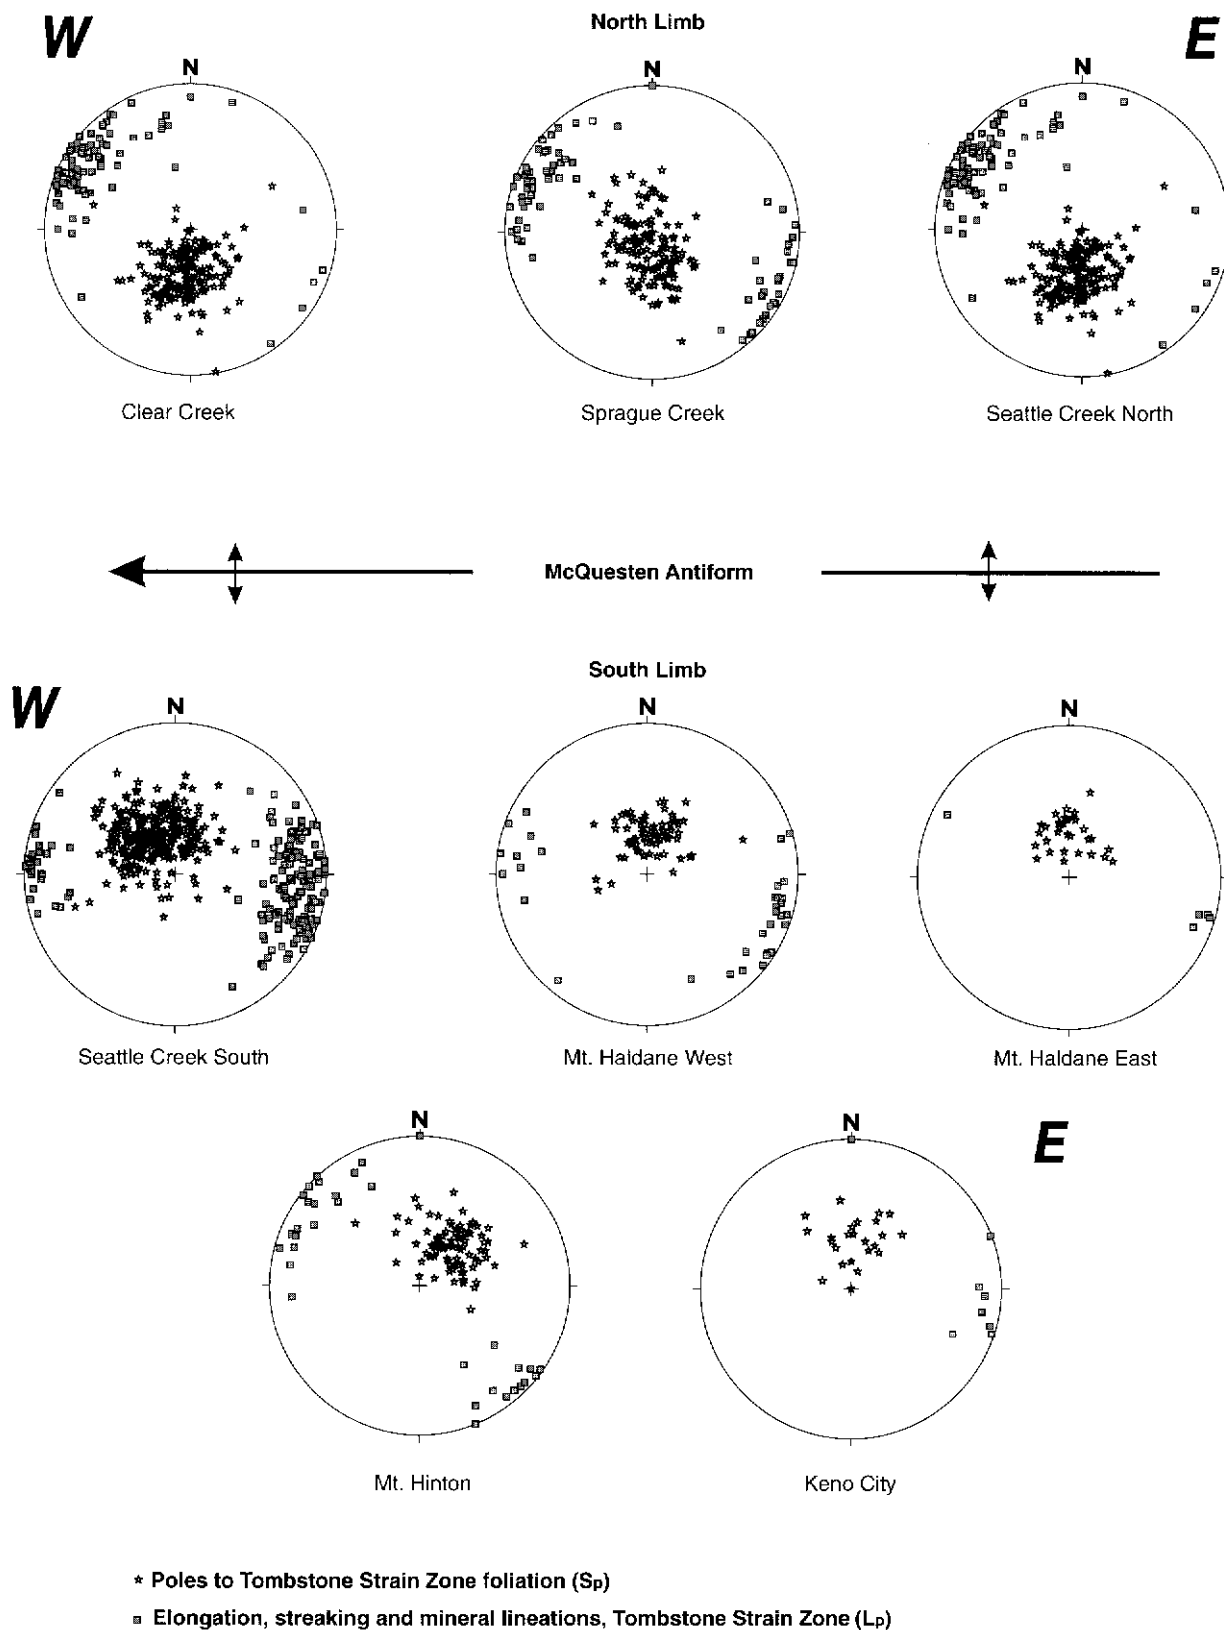 North Limb
W
E
N
N
N
Clear Creek
Sprague Creek
Seattle Creek North
McQuesten Antiform
South Limb
W
N
N
N
Seattle Creek South
Mt. Haldane West
Mt. Haldane East
N
N
E
Mt. Hinton
Keno City
Poles to Tombstone Strain Zone foliation (Sp)
Elongation, streaking and mineral lineations, Tombstone Strain Zone (Lp)